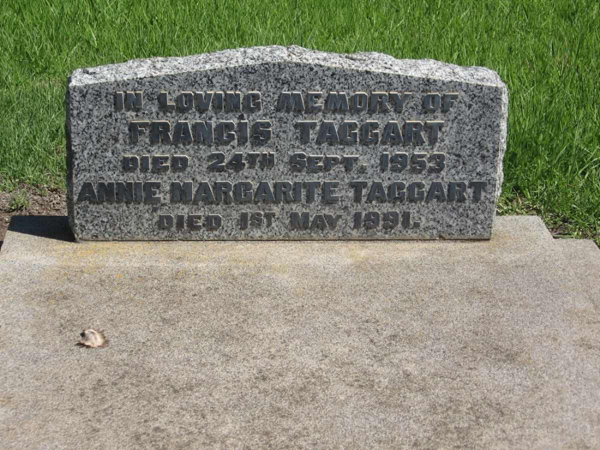 IN LOVING MEMORY OF
FRANCIS TAGGART
DIED 24TH SEPT. 1953
ANNIE MARGARITE TAGGART
DIED 1ST MAY 1991.